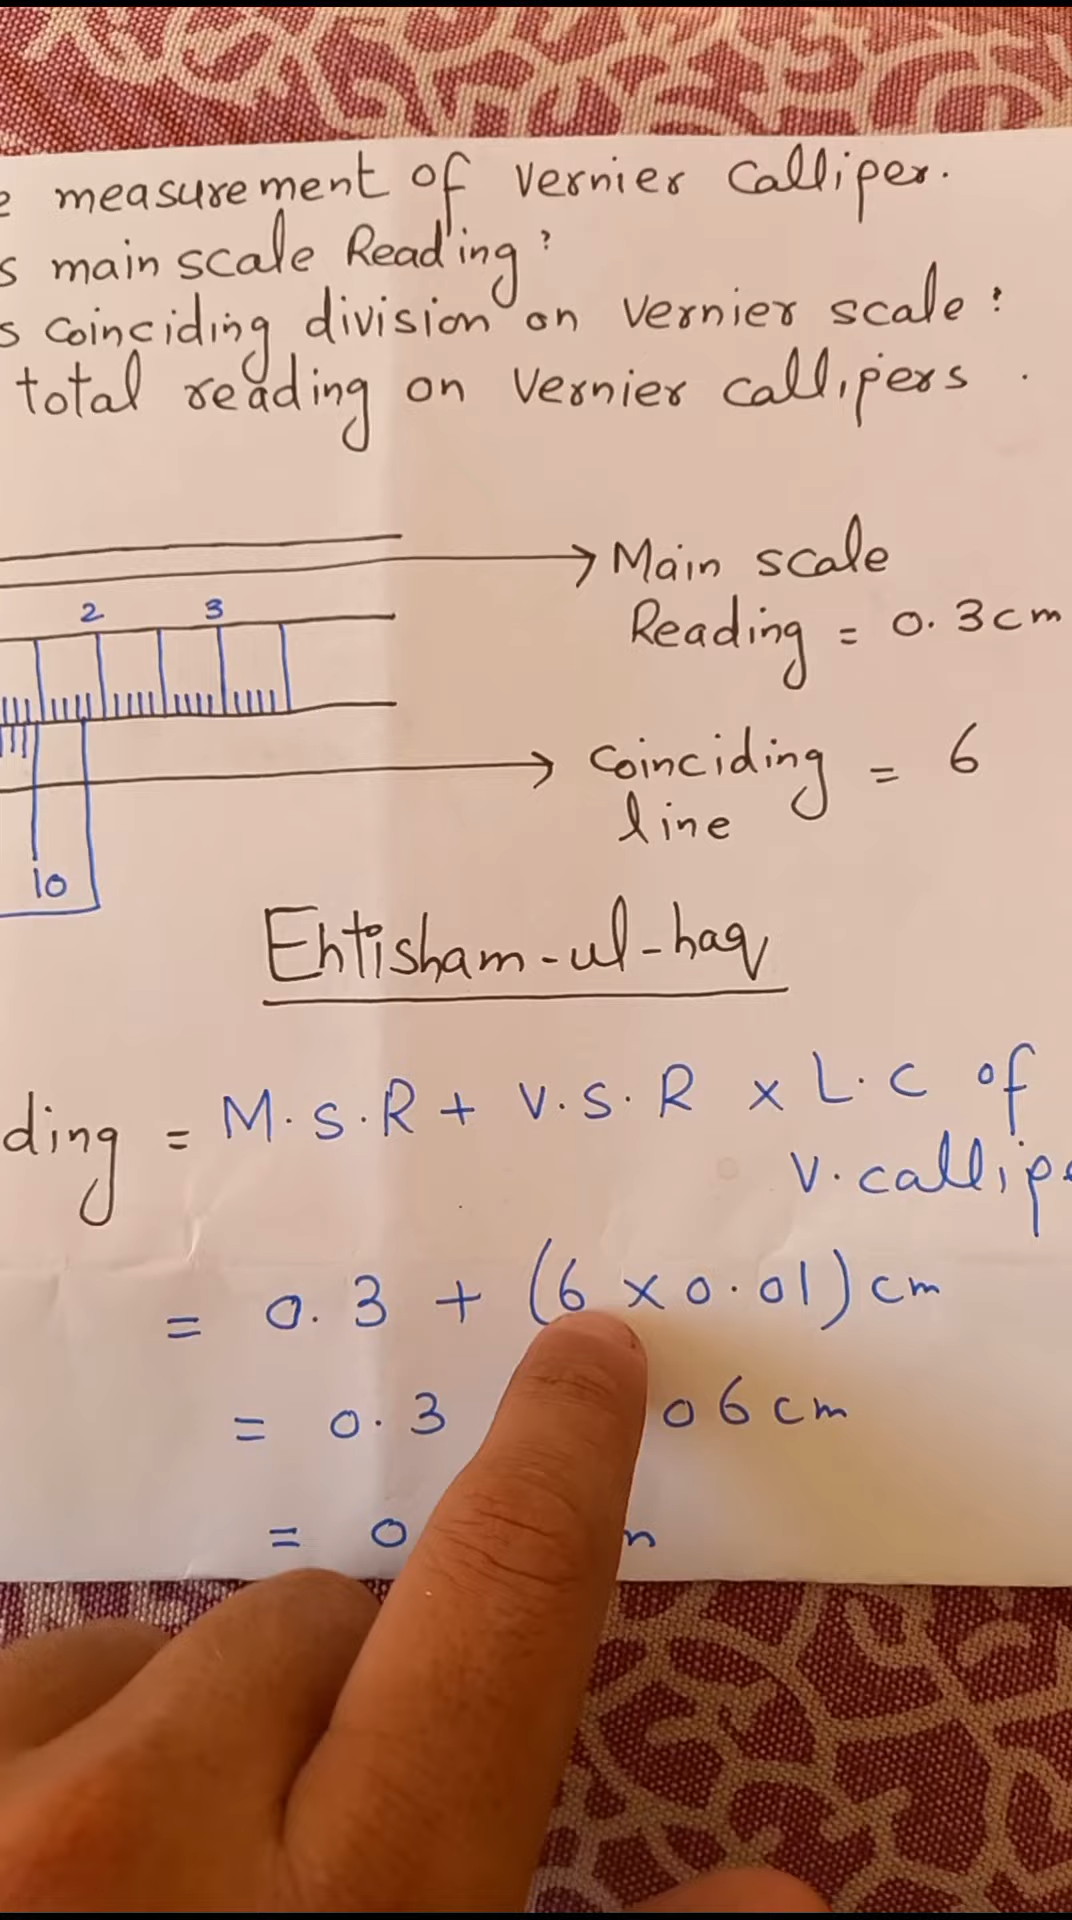 measurement of vernier Calliper.
main scale Reading?
coinciding division on vernier scale?
total reading on Vernier callipers.
2 3
Main scale
Reading = 0.3cm
Coinciding = 6
line
10
Ehtisham-ul-haq
= M.S.R + V.S.R x L.C of
V.
= 0.3 + (6 x 0.01) cm
= 0.3 06 cm
= 0